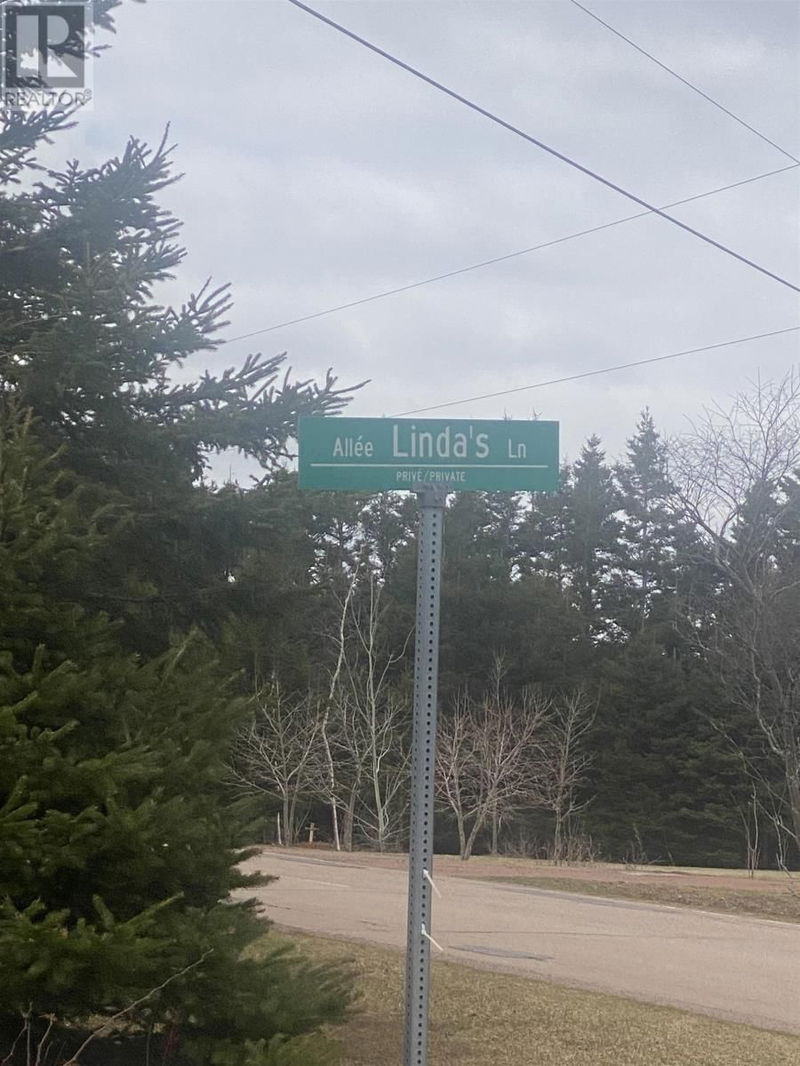 R
REALTOR®
Allée Linda's Ln
PRIVÉ/PRIVATE